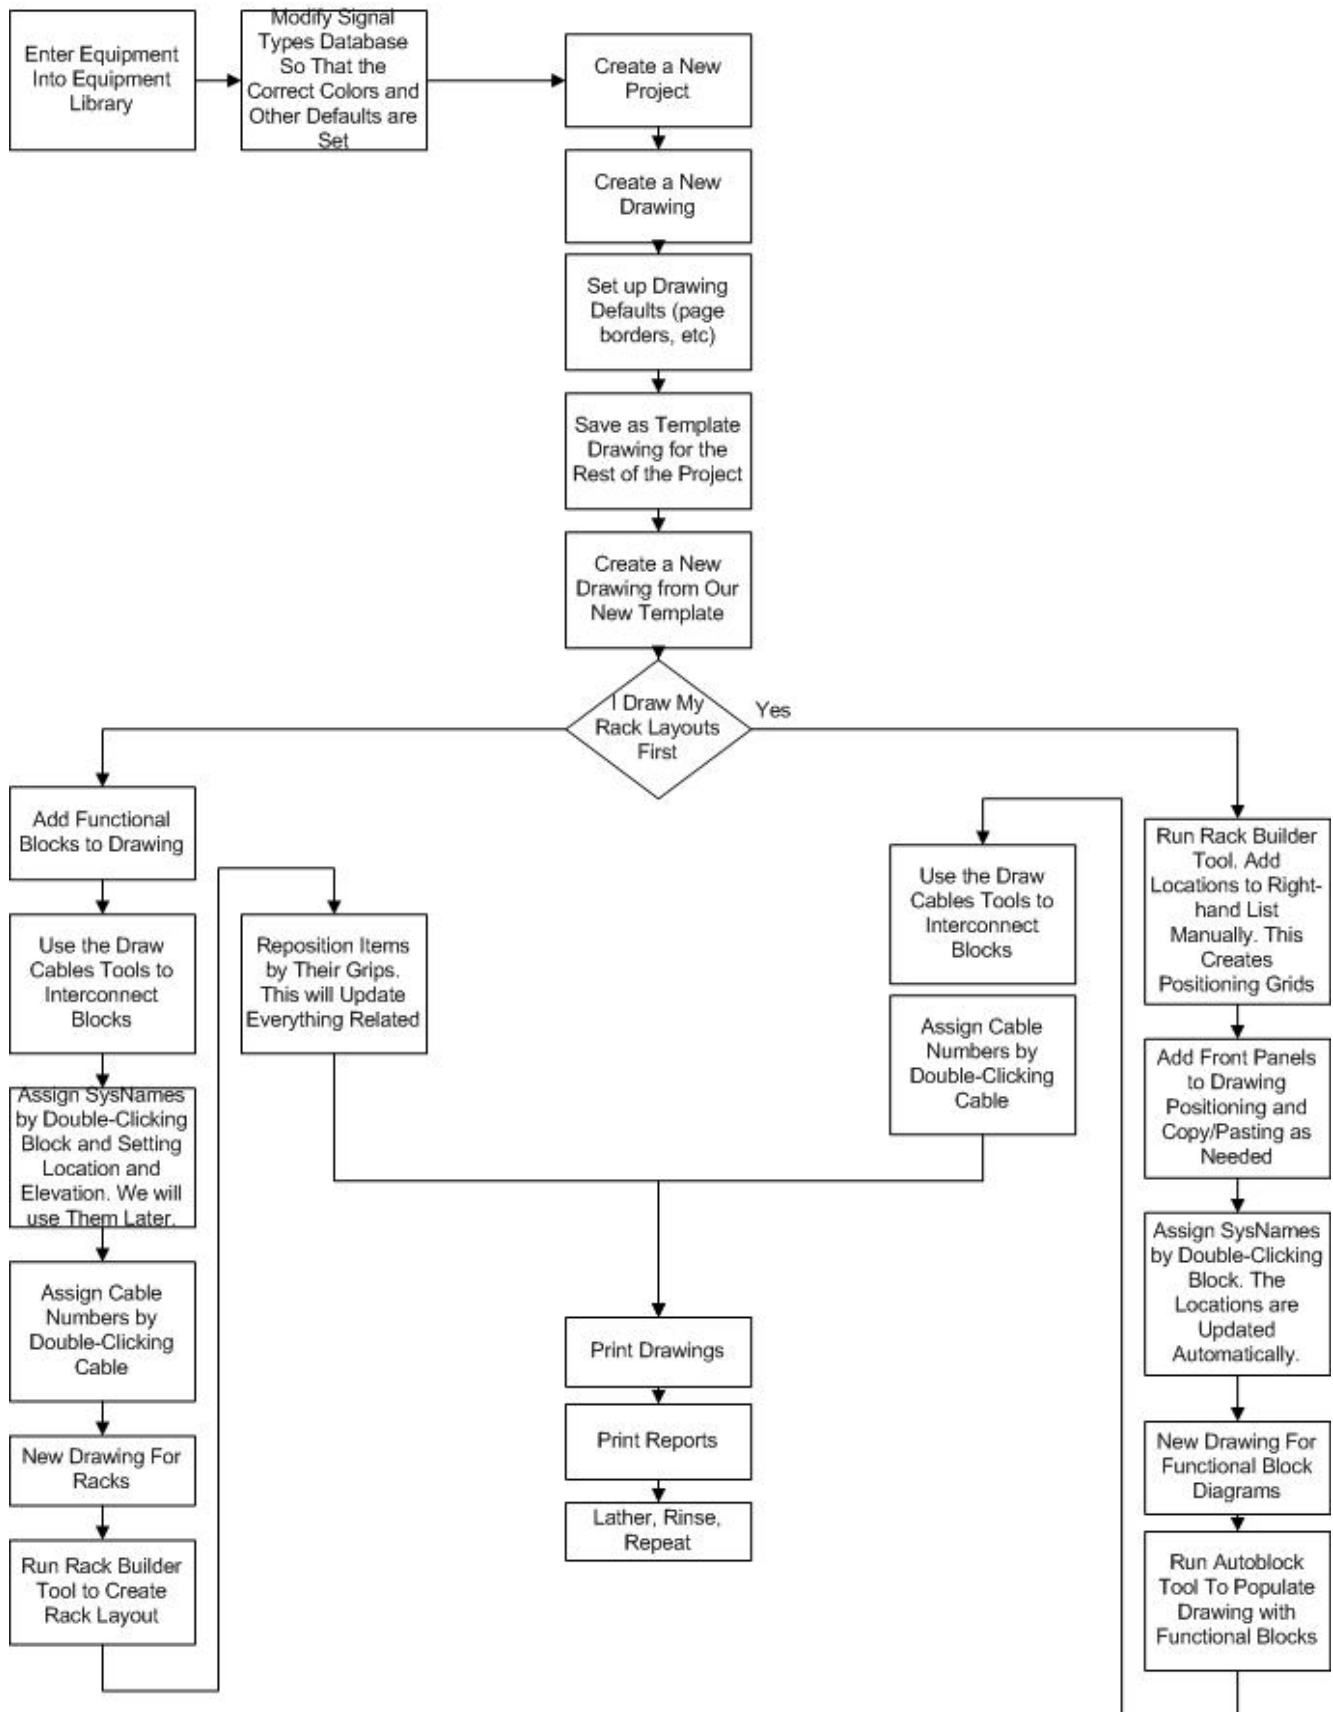 Enter Equipment
Into Equipment
Library
Modify Signal
Types Database
So That the
Correct Colors and
Other Defaults are
Set
Create a New
Project
Create a New
Drawing
Set up Drawing
Defaults (page
borders, etc)
Save as Template
Drawing for the
Rest of the Project
Create a New
Drawing from Our
New Template
I Draw My
Rack Layouts
First
Yes
Add Functional
Blocks to Drawing
Use the Draw
Cables Tools to
Interconnect
Blocks
Assign SysNames
by Double-Clicking
Block and Setting
Location and
Elevation. We will
use Them Later.
Assign Cable
Numbers by
Double-Clicking
Cable
New Drawing For
Racks
Run Rack Builder
Tool to Create
Rack Layout
Reposition Items
by Their Grips.
This will Update
Everything Related
Run Rack Builder
Tool. Add
Locations to Right-
hand List
Manually. This
Creates
Positioning Grids
Add Front Panels
to Drawing
Positioning and
Copy/Pasting as
Needed
Assign SysNames
by Double-Clicking
Block. The
Locations are
Updated
Automatically.
New Drawing For
Functional Block
Diagrams
Run Autoblock
Tool To Populate
Drawing with
Functional Blocks
Use the Draw
Cables Tools to
Interconnect
Blocks
Assign Cable
Numbers by
Double-Clicking
Cable
Print Drawings
Print Reports
Lather, Rinse,
Repeat